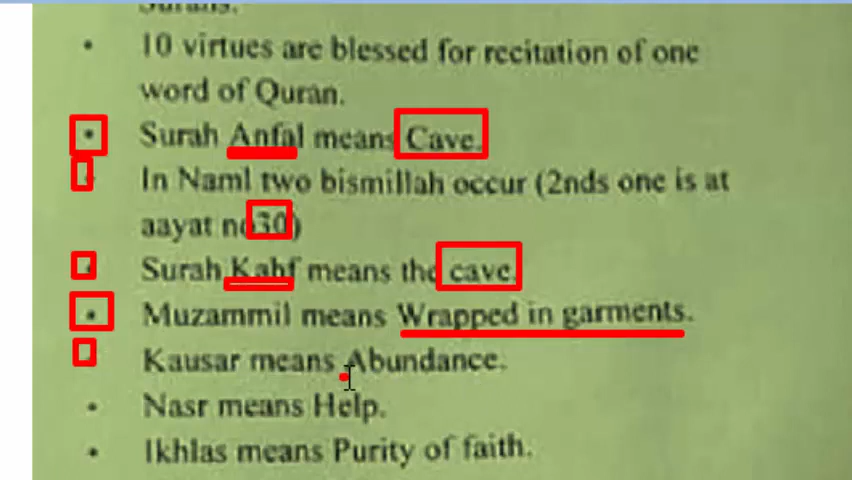 Surahs.
• 10 virtues are blessed for recitation of one
word of Quran.
• Surah Anfal means Cave.
• In Naml two bismillah occur (2nds one is at
aayat no30)
• Surah Kahf means the cave.
• Muzammil means Wrapped in garments.
• Kausar means Abundance.
• Nasr means Help.
• Ikhlas means Purity of faith.